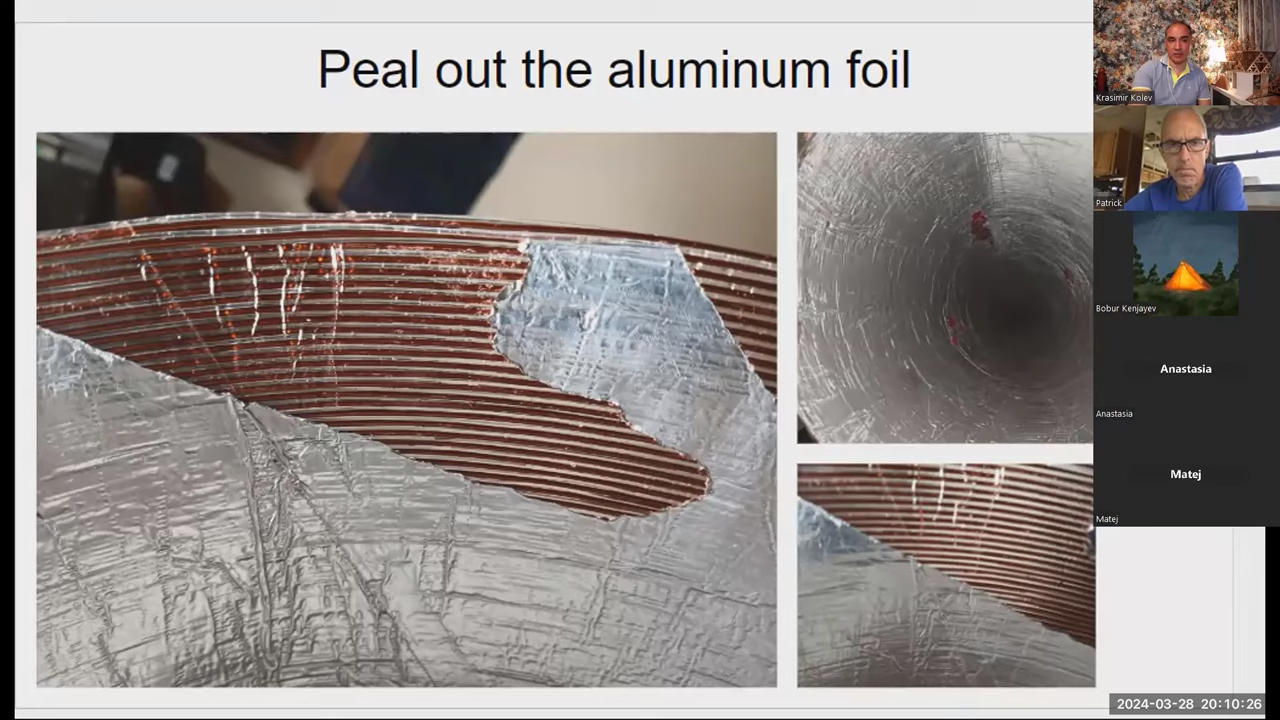 Peal out the aluminum foil
Krasimir Kolev
Patrick
Bobur Kenjayev
Anastasia
Anastasia
Matej
Matej
2024-03-28 20:10:26